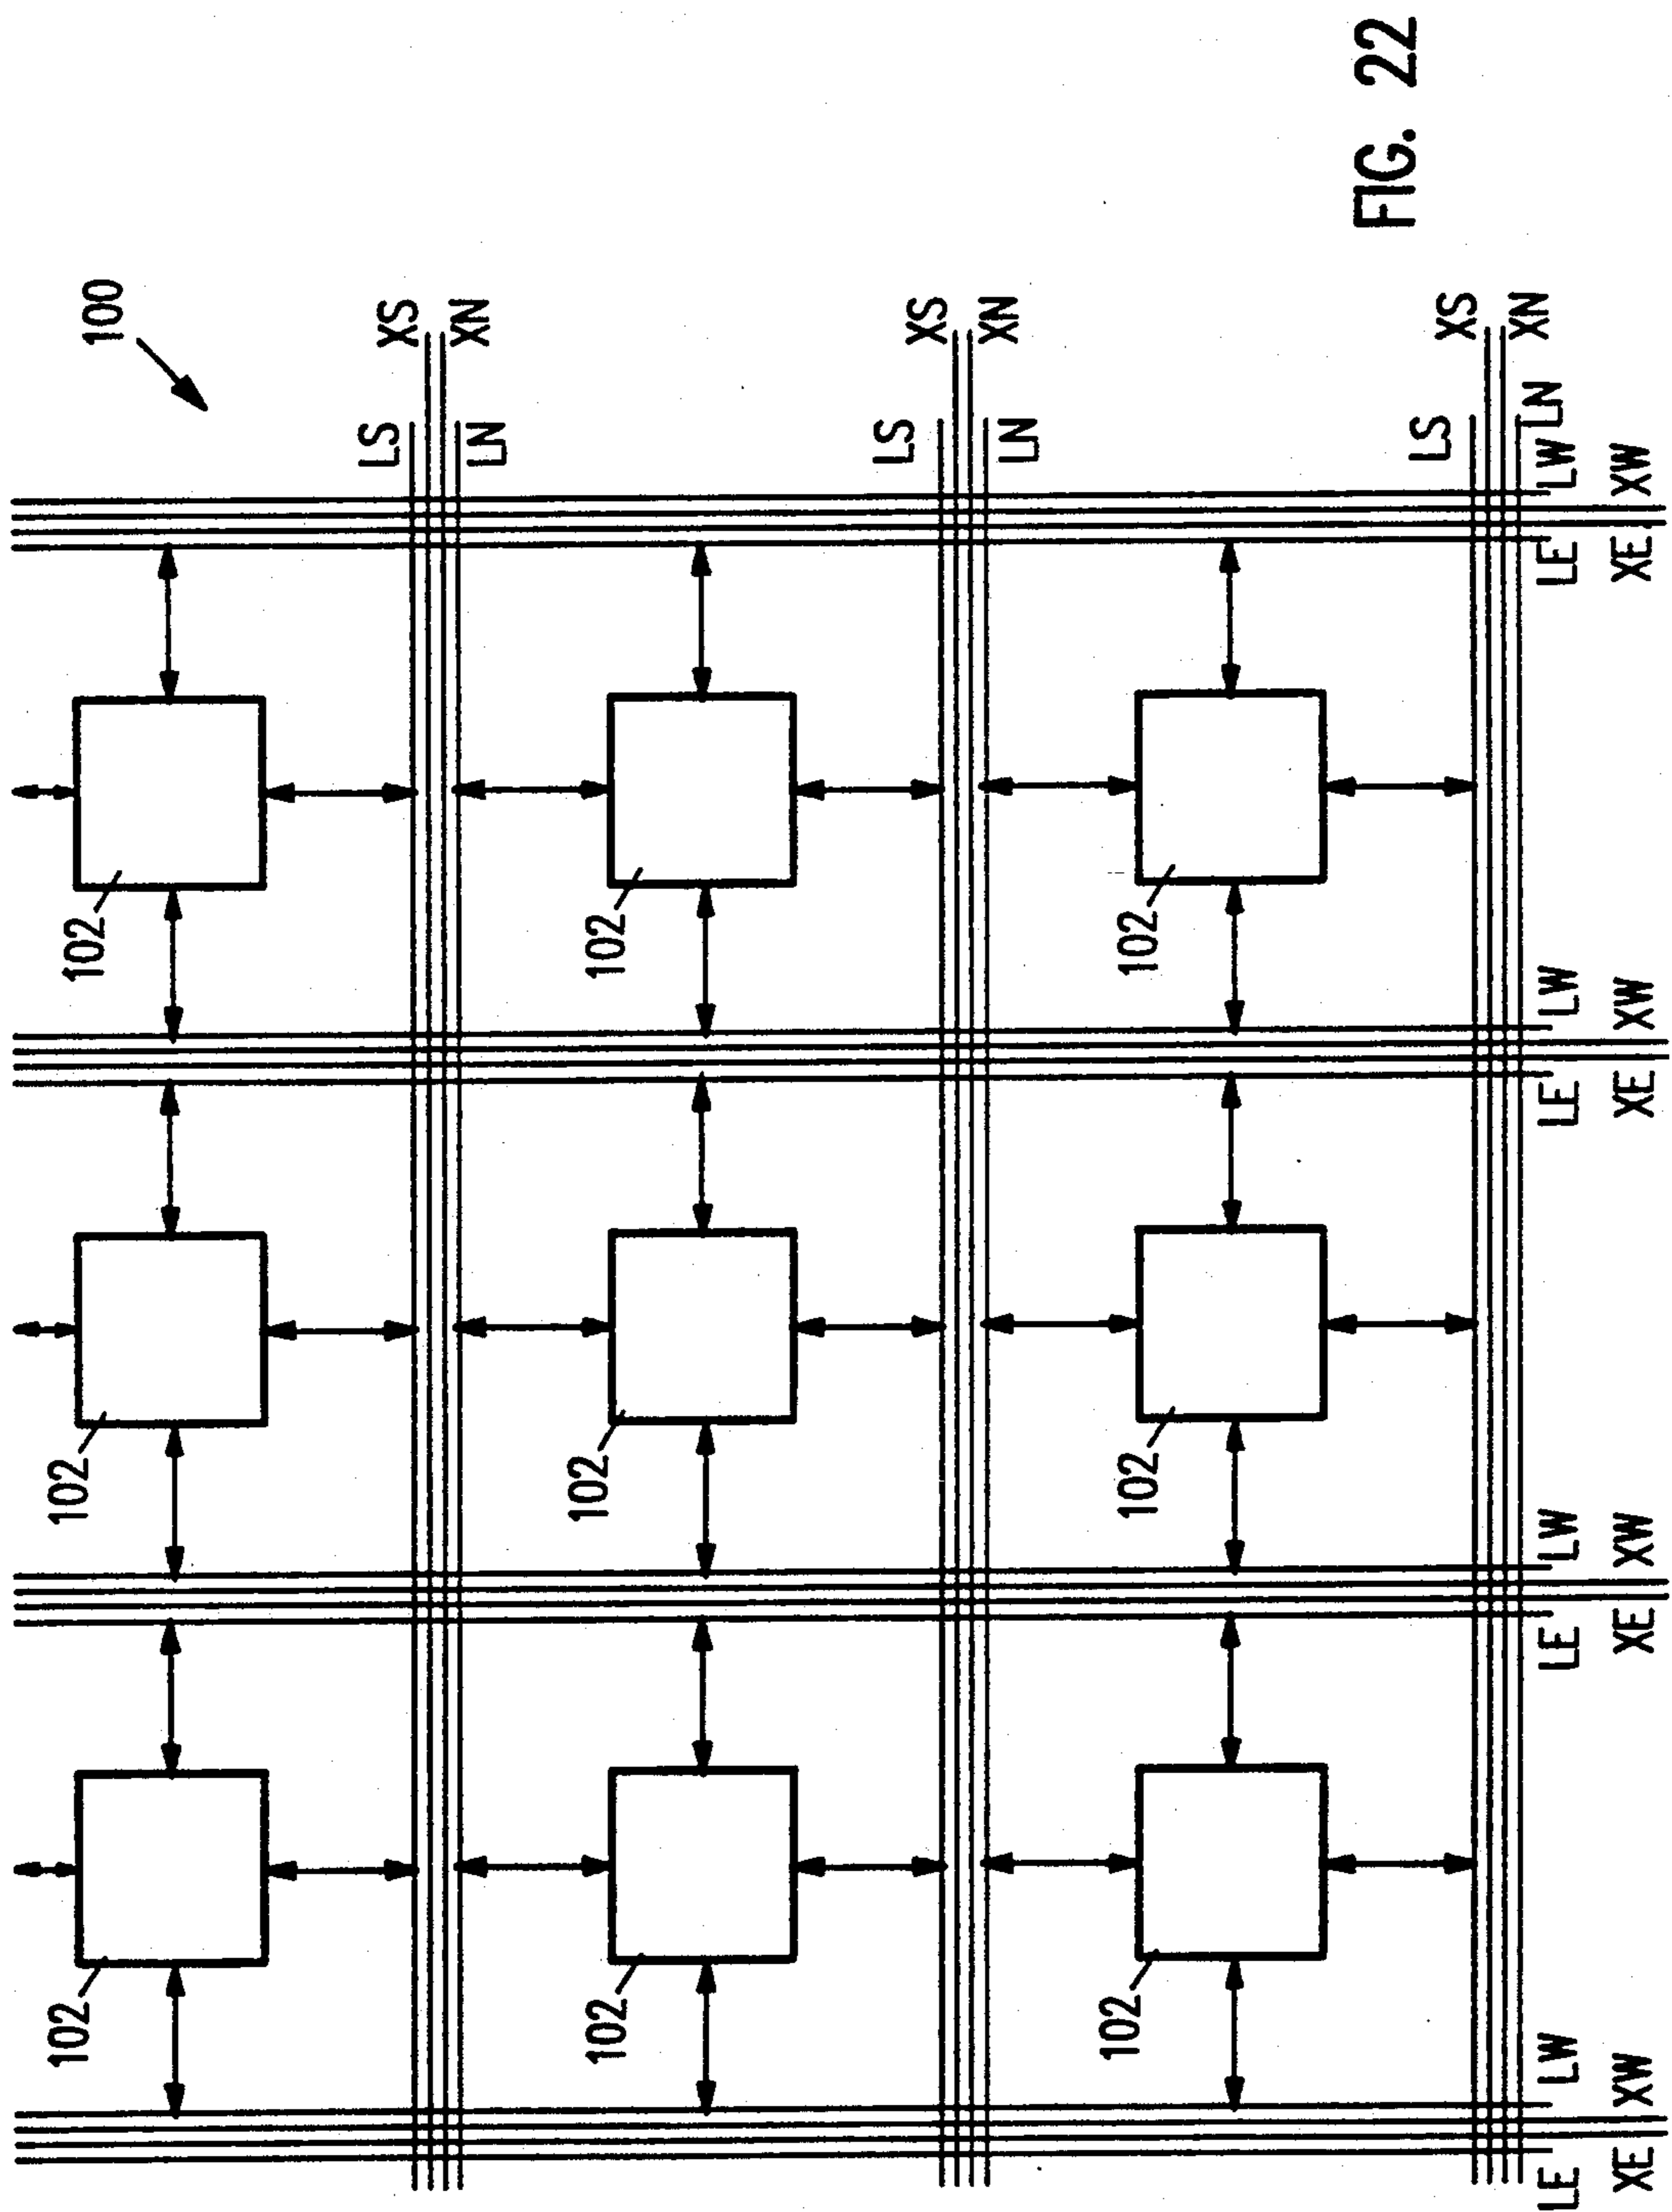 100
102 102 102
LS XS
LN XN
102 102 102
LS XS
LN XN
102 102 102
LS XS
XN
LE LW LE LW LE LW LE LW LN
XE XW XE XW XE XW XE XW
FIG. 22